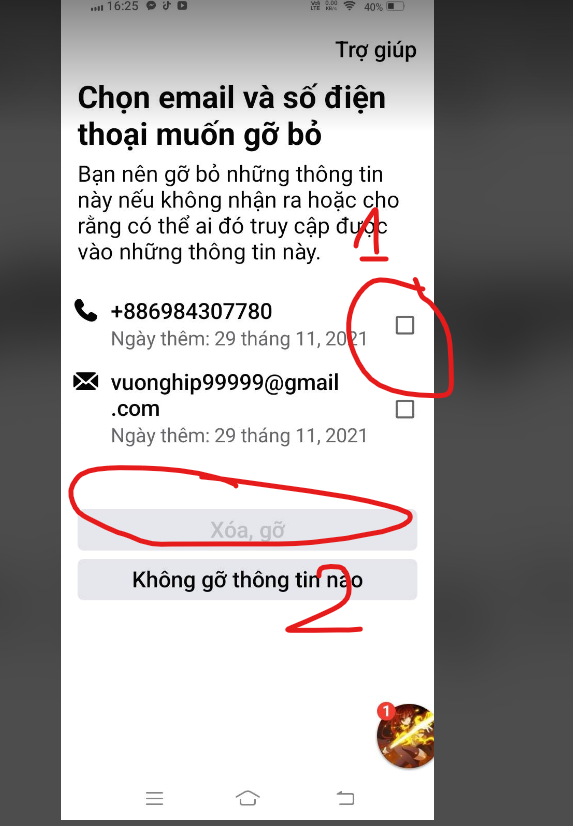 16:25
40%
Trợ giúp
Chọn email và số điện
thoại muốn gỡ bỏ
Bạn nên gỡ bỏ những thông tin
này nếu không nhận ra hoặc cho
rằng có thể ai đó truy cập được
vào những thông tin này.
1
+886984307780
Ngày thêm: 29 tháng 11, 2021
vuonghip99999@gmail
.com
Ngày thêm: 29 tháng 11, 2021
Xóa, gỡ
Không gỡ thông tin nào
2
1